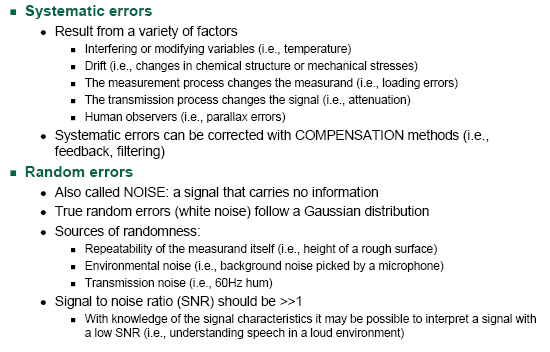 Systematic errors
Result from a variety of factors
Interfering or modifying variables (i.e., temperature)
Drift (i.e., changes in chemical structure or mechanical stresses)
The measurement process changes the measurand (i.e., loading errors)
The transmission process changes the signal (i.e., attenuation)
Human observers (i.e., parallax errors)
Systematic errors can be corrected with COMPENSATION methods (i.e.,
feedback, filtering)
Random errors
Also called NOISE: a signal that carries no information
True random errors (white noise) follow a Gaussian distribution
Sources of randomness:
Repeatability of the measurand itself (i.e., height of a rough surface)
Environmental noise (i.e., background noise picked by a microphone)
Transmission noise (i.e., 60Hz hum)
Signal to noise ratio (SNR) should be >>1
With knowledge of the signal characteristics it may be possible to interpret a signal with
a low SNR (i.e., understanding speech in a loud environment)